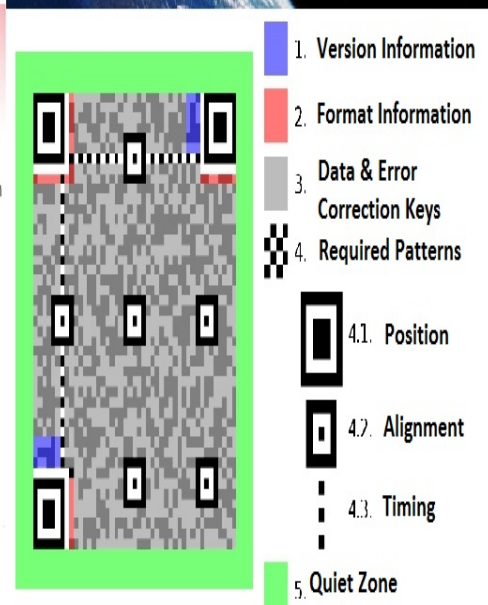 1. Version Information
2. Format Information
3. Data & Error
Correction Keys
4. Required Patterns
4.1. Position
4.2. Alignment
4.3. Timing
5. Quiet Zone